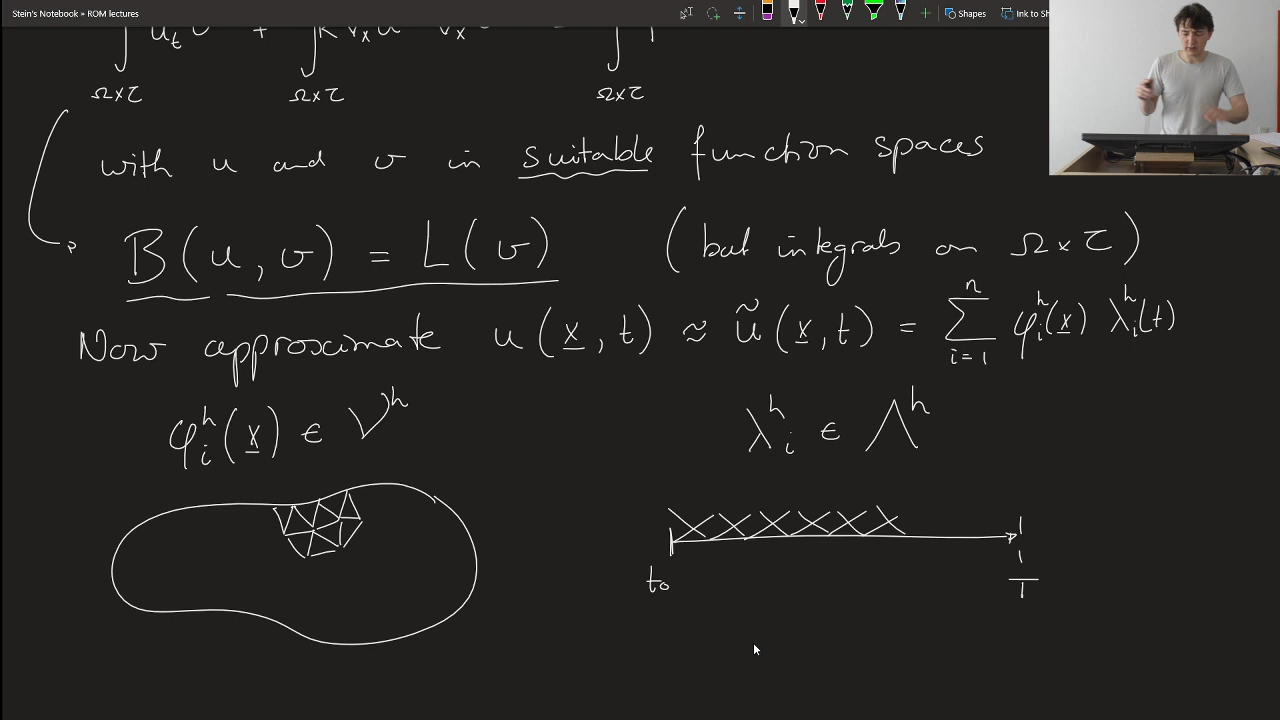 Stein's Notebook » ROM lectures
Shapes Link to Sh
Ω×τ Ω×τ Ω×τ
with u and v in suitable function spaces
B(u, v) = L(v) (but integrals on Ω×τ)
Now approximate u(x, t) ≈ ũ(x, t) = Σ_{i=1}^{n} φ_i^h(x) λ_i^h(t)
φ_i^h(x) ∈ V^h λ_i^h ∈ Λ^h
t₀ T